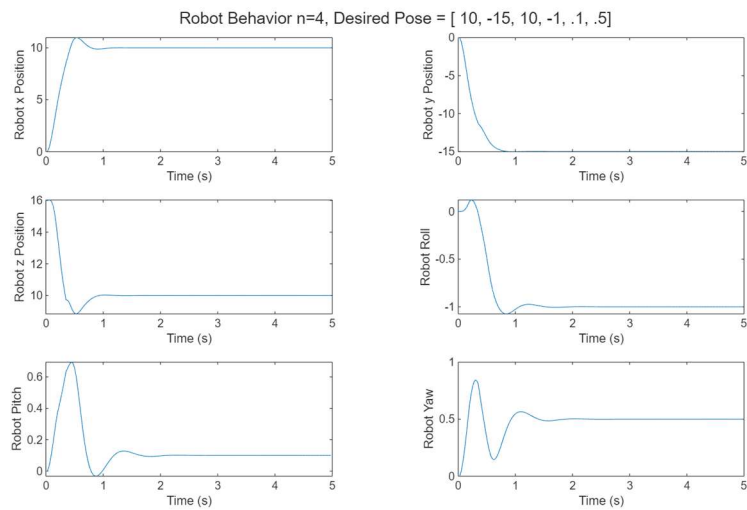 Robot Behavior n=4, Desired Pose = [ 10, -15, 10, -1, .1, .5]
Robot x Position
10
5
0
0 1 2 3 4 5
Time (s)
Robot y Position
0
-5
-10
-15
0 1 2 3 4 5
Time (s)
Robot z Position
16
14
12
10
0 1 2 3 4 5
Time (s)
Robot Roll
0
-0.5
-1
0 1 2 3 4 5
Time (s)
Robot Pitch
0.6
0.4
0.2
0
0 1 2 3 4 5
Time (s)
Robot Yaw
1
0.5
0
0 1 2 3 4 5
Time (s)